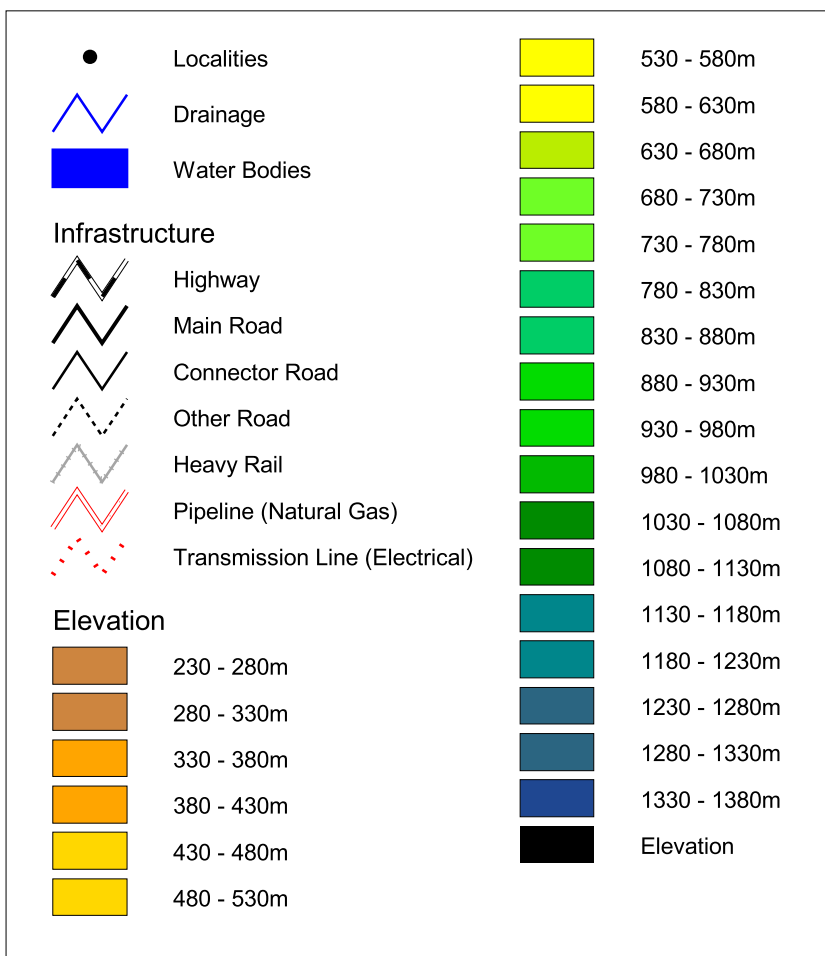 Localities
Drainage
Water Bodies
Infrastructure
Highway
Main Road
Connector Road
Other Road
Heavy Rail
Pipeline (Natural Gas)
Transmission Line (Electrical)
Elevation
230 - 280m
280 - 330m
330 - 380m
380 - 430m
430 - 480m
480 - 530m
530 - 580m
580 - 630m
630 - 680m
680 - 730m
730 - 780m
780 - 830m
830 - 880m
880 - 930m
930 - 980m
980 - 1030m
1030 - 1080m
1080 - 1130m
1130 - 1180m
1180 - 1230m
1230 - 1280m
1280 - 1330m
1330 - 1380m
Elevation